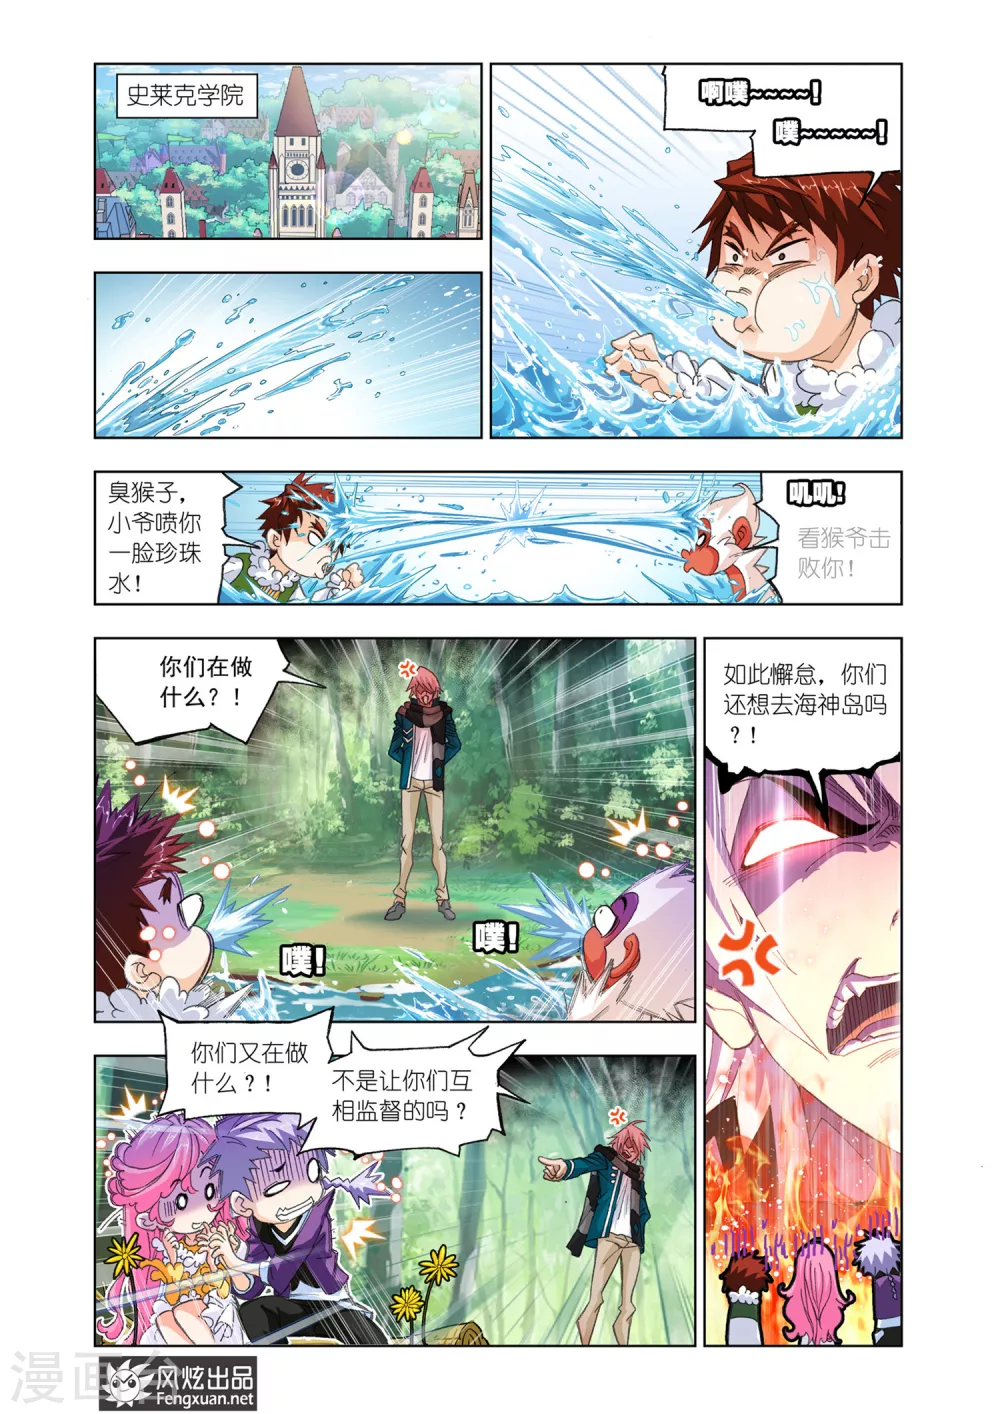 史莱克学院
啊噗~~~~!
噗~~~~~!
臭猴子，
小爷喷你
一脸珍珠
水！
叽叽!
看猴爷击
败你！
你们在做
什么？！
噗!
噗!
如此懈怠，你们
还想去海神岛吗
？！
你们又在做
什么？！
不是让你们互
相监督的吗？
漫画台
风炫出品
Fengxuan.net